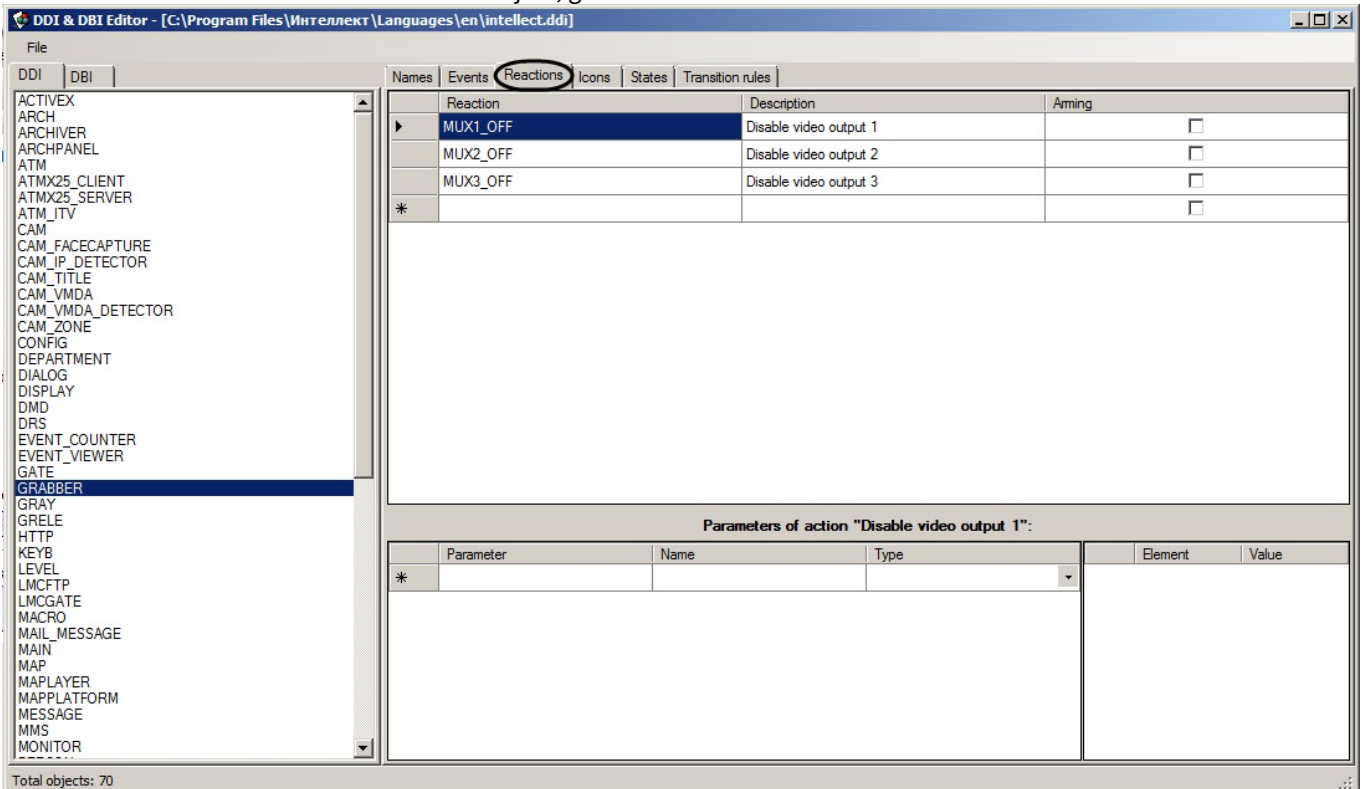 DDI & DBI Editor - [C:\Program Files\Интеллект\Languages\en\intellect.ddi]
File
DDI DBI
Names Events Reactions Icons States Transition rules
ACTIVEX
ARCH
ARCHIVER
ARCHPANEL
ATM
ATMX25_CLIENT
ATMX25_SERVER
ATM_ITV
CAM
CAM_FACECAPTURE
CAM_IP_DETECTOR
CAM_TITLE
CAM_VMDA
CAM_VMDA_DETECTOR
CAM_ZONE
CONFIG
DEPARTMENT
DIALOG
DISPLAY
DMD
DRS
EVENT_COUNTER
EVENT_VIEWER
GATE
GRABBER
GRAY
GRELE
HTTP
KEYB
LEVEL
LMCFTP
LMCGATE
MACRO
MAIL_MESSAGE
MAIN
MAP
MAPLAYER
MAPPLATFORM
MESSAGE
MMS
MONITOR
Reaction Description Arming
MUX1_OFF Disable video output 1
MUX2_OFF Disable video output 2
MUX3_OFF Disable video output 3
Parameters of action "Disable video output 1":
Parameter Name Type Element Value
Total objects: 70